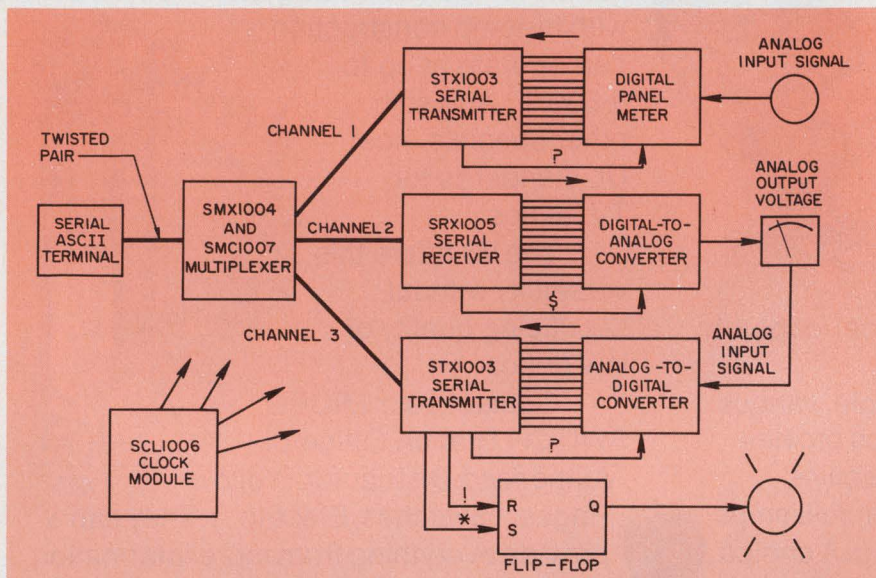 STX1003
SERIAL
TRANSMITTER
DIGITAL
PANEL
METER
ANALOG
INPUT SIGNAL
?
TWISTED
PAIR
CHANNEL 1
SERIAL
ASCII
TERMINAL
SMX1004
AND
SMC1007
MULTIPLEXER
CHANNEL 2
SRX1005
SERIAL
RECEIVER
DIGITAL-TO-
ANALOG
CONVERTER
ANALOG
OUTPUT
VOLTAGE
$
CHANNEL 3
STX1003
SERIAL
TRANSMITTER
ANALOG-TO-
DIGITAL
CONVERTER
ANALOG
INPUT
SIGNAL
?
SCL1006
CLOCK
MODULE
!
*
R
S
Q
FLIP-FLOP